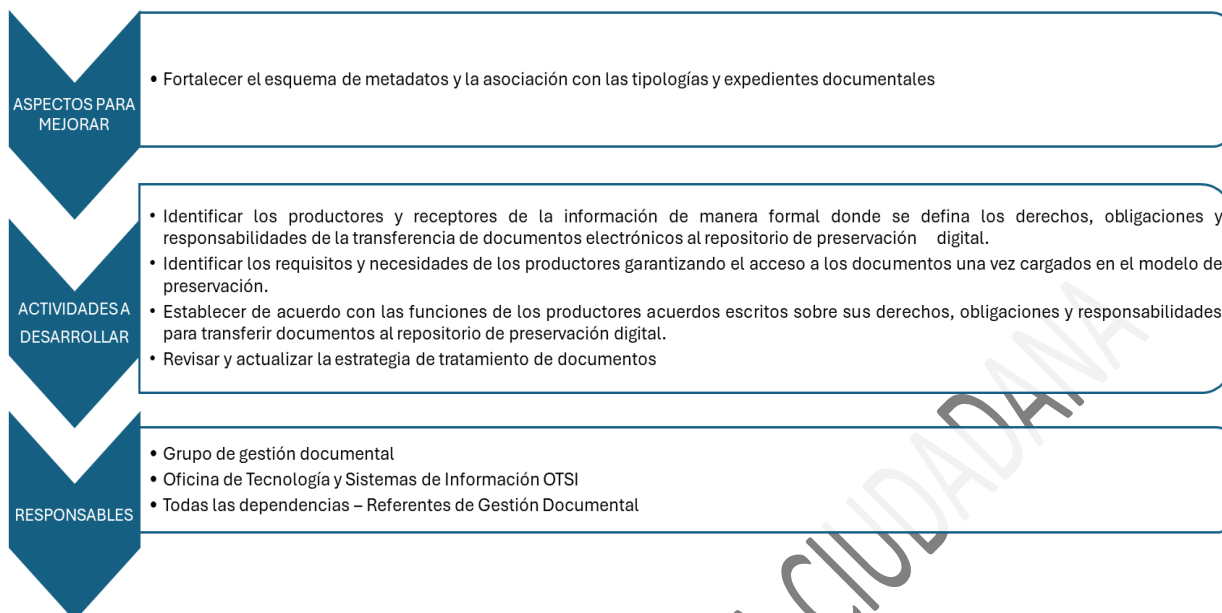 ASPECTOS PARA
MEJORAR
• Fortalecer el esquema de metadatos y la asociación con las tipologías y expedientes documentales
ACTIVIDADES A
DESARROLLAR
• Identificar los productores y receptores de la información de manera formal donde se defina los derechos, obligaciones y
responsabilidades de la transferencia de documentos electrónicos al repositorio de preservación digital.
• Identificar los requisitos y necesidades de los productores garantizando el acceso a los documentos una vez cargados en el modelo de
preservación.
• Establecer de acuerdo con las funciones de los productores acuerdos escritos sobre sus derechos, obligaciones y responsabilidades
para transferir documentos al repositorio de preservación digital.
• Revisar y actualizar la estrategia de tratamiento de documentos
RESPONSABLES
• Grupo de gestión documental
• Oficina de Tecnología y Sistemas de Información OTSI
• Todas las dependencias – Referentes de Gestión Documental
CIUDADANA